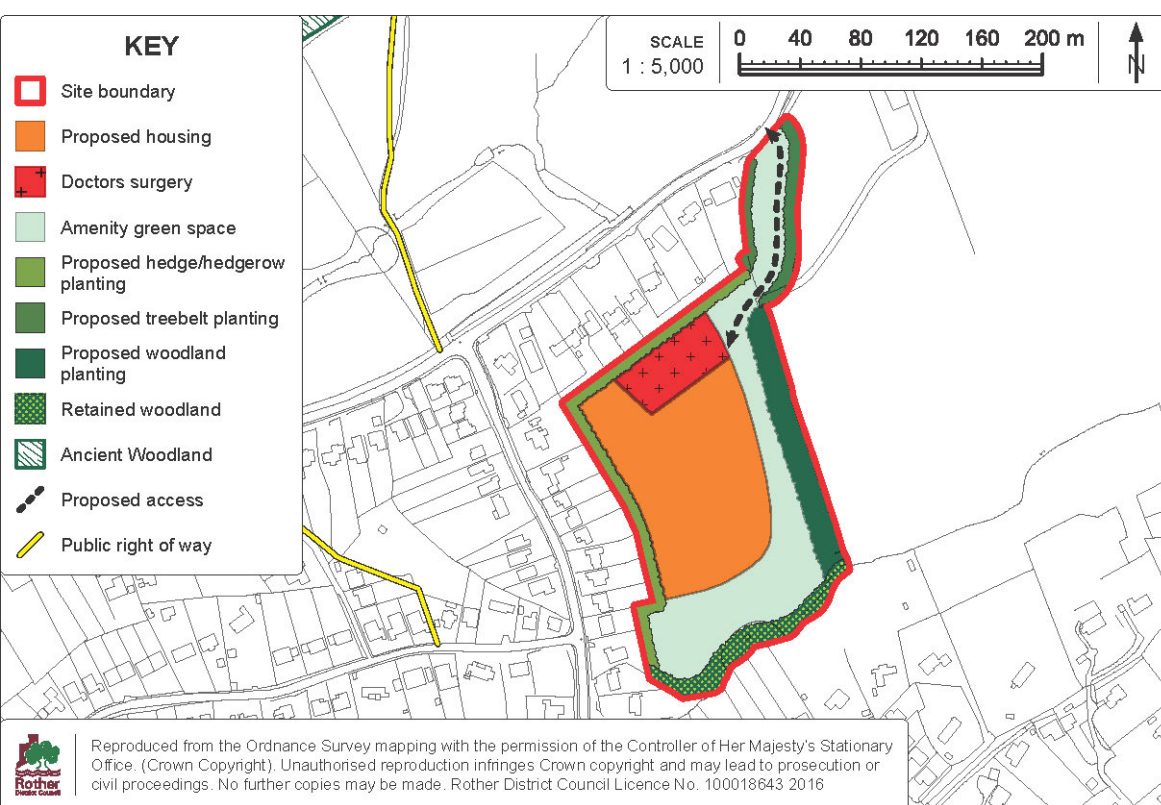 KEY
Site boundary
Proposed housing
Doctors surgery
Amenity green space
Proposed hedge/hedgerow
planting
Proposed treebelt planting
Proposed woodland
planting
Retained woodland
Ancient Woodland
Proposed access
Public right of way
SCALE
1 : 5,000
0 40 80 120 160 200 m
N
Rother
District Council
Reproduced from the Ordnance Survey mapping with the permission of the Controller of Her Majesty's Stationary
Office. (Crown Copyright). Unauthorised reproduction infringes Crown copyright and may lead to prosecution or
civil proceedings. No further copies may be made. Rother District Council Licence No. 100018643 2016